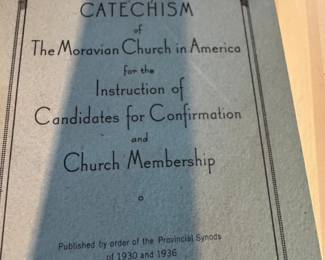 CATECHISM
of
The Moravian Church in America
for the
Instruction of
Candidates for Confirmation
and
Church Membership
Published by order of the Provincial Synods
of 1930 and 1936